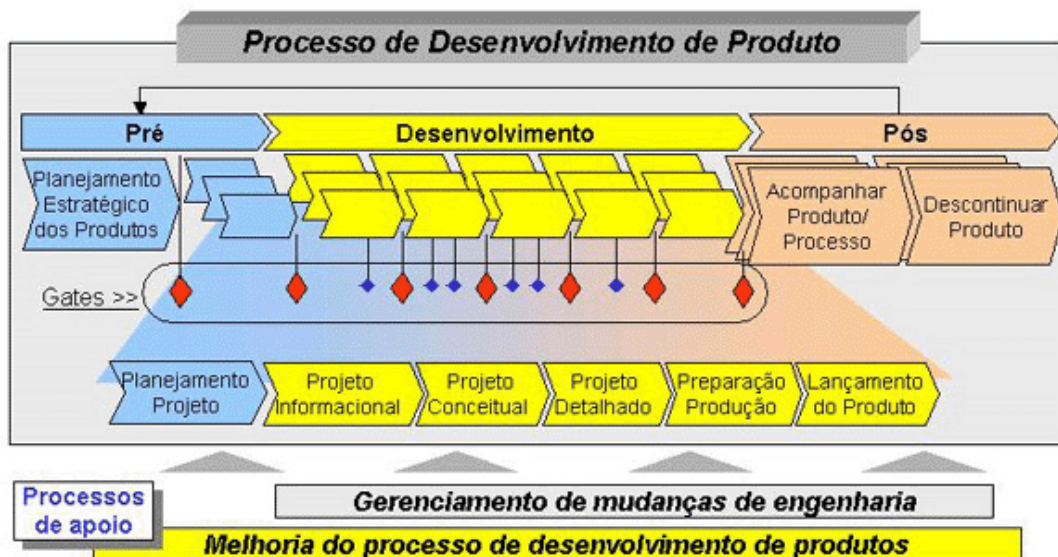 Processo de Desenvolvimento de Produto
Pré
Desenvolvimento
Pós
Planejamento
Estratégico
dos Produtos
Acompanhar
Produto/
Processo
Descontinuar
Produto
Gates >>
Planejamento
Projeto
Projeto
Informacional
Projeto
Conceitual
Projeto
Detalhado
Preparação
Produção
Lançamento
do Produto
Processos
de apoio
Gerenciamento de mudanças de engenharia
Melhoria do processo de desenvolvimento de produtos